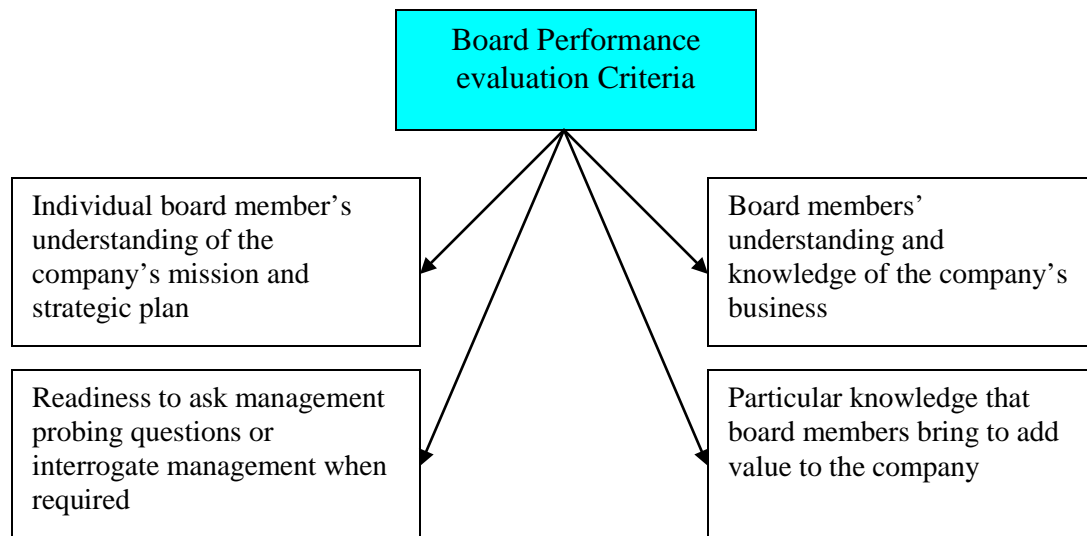 Board Performance
evaluation Criteria
Individual board member’s
understanding of the
company’s mission and
strategic plan
Board members’
understanding and
knowledge of the company’s
business
Readiness to ask management
probing questions or
interrogate management when
required
Particular knowledge that
board members bring to add
value to the company